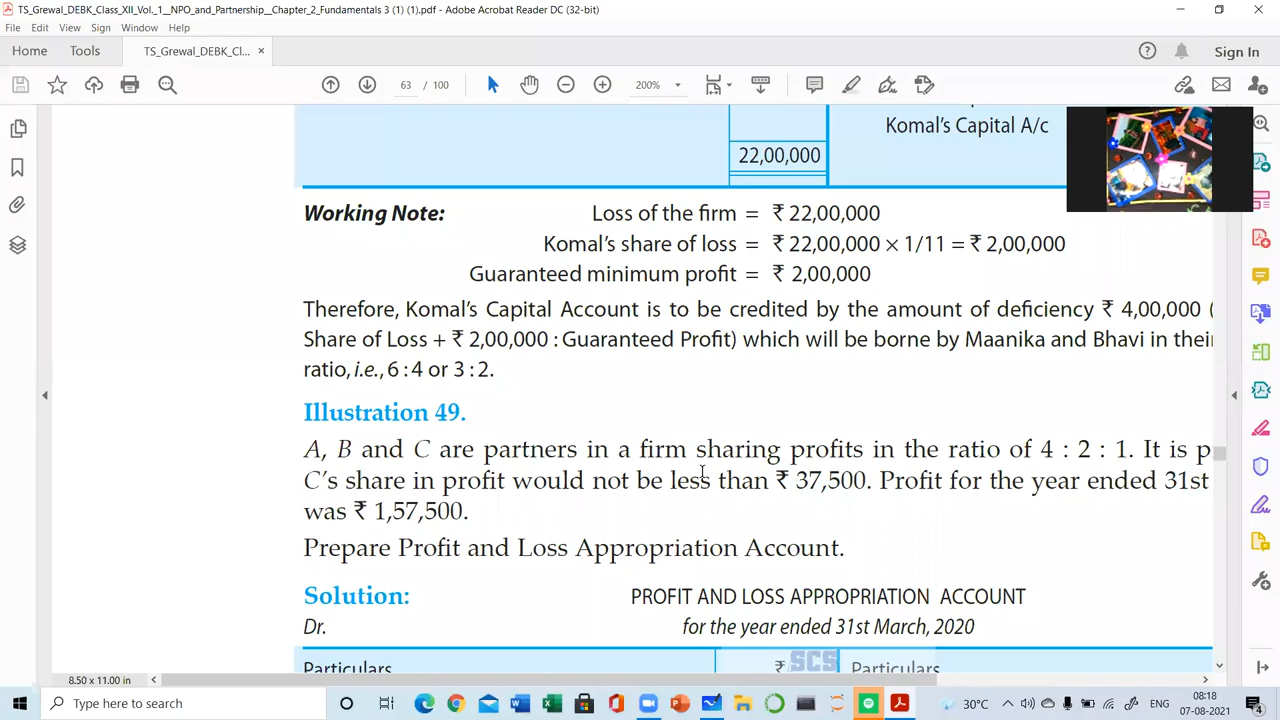 TS_Grewal_DEBK_Class_XII_Vol._1__NPO_and_Partnership__Chapter_2_Fundamentals 3 (1) (1).pdf - Adobe Acrobat Reader DC (32-bit)
File Edit View Sign Window Help
Home Tools TS_Grewal_DEBK_Cl... × Sign In
63 / 100 200%
Komal's Capital A/c
22,00,000
Working Note: Loss of the firm = ₹ 22,00,000
Komal's share of loss = ₹ 22,00,000 × 1/11 = ₹ 2,00,000
Guaranteed minimum profit = ₹ 2,00,000
Therefore, Komal's Capital Account is to be credited by the amount of deficiency ₹ 4,00,000 (
Share of Loss + ₹ 2,00,000 : Guaranteed Profit) which will be borne by Maanika and Bhavi in their
ratio, i.e., 6 : 4 or 3 : 2.
Illustration 49.
A, B and C are partners in a firm sharing profits in the ratio of 4 : 2 : 1. It is p
C's share in profit would not be less than ₹ 37,500. Profit for the year ended 31st
was ₹ 1,57,500.
Prepare Profit and Loss Appropriation Account.
Solution: PROFIT AND LOSS APPROPRIATION ACCOUNT
Dr. for the year ended 31st March, 2020
Particulars ₹ SCS Particulars
8.50 x 11.00 in
Type here to search 30°C ENG 08:18
07-08-2021 4